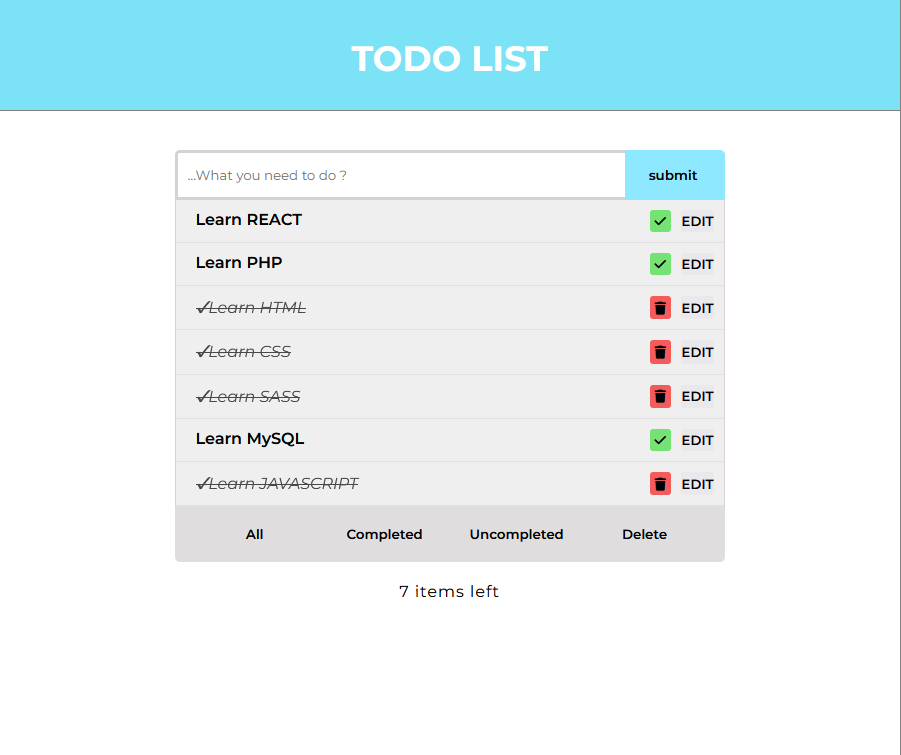 TODO LIST
...What you need to do ? submit
Learn REACT EDIT
Learn PHP EDIT
✓Learn HTML EDIT
✓Learn CSS EDIT
✓Learn SASS EDIT
Learn MySQL EDIT
✓Learn JAVASCRIPT EDIT
All Completed Uncompleted Delete
7 items left